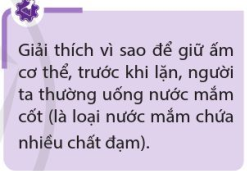 Giải thích vì sao để giữ ấm
cơ thể, trước khi lặn, người
ta thường uống nước mắm
cốt (là loại nước mắm chứa
nhiều chất đạm).